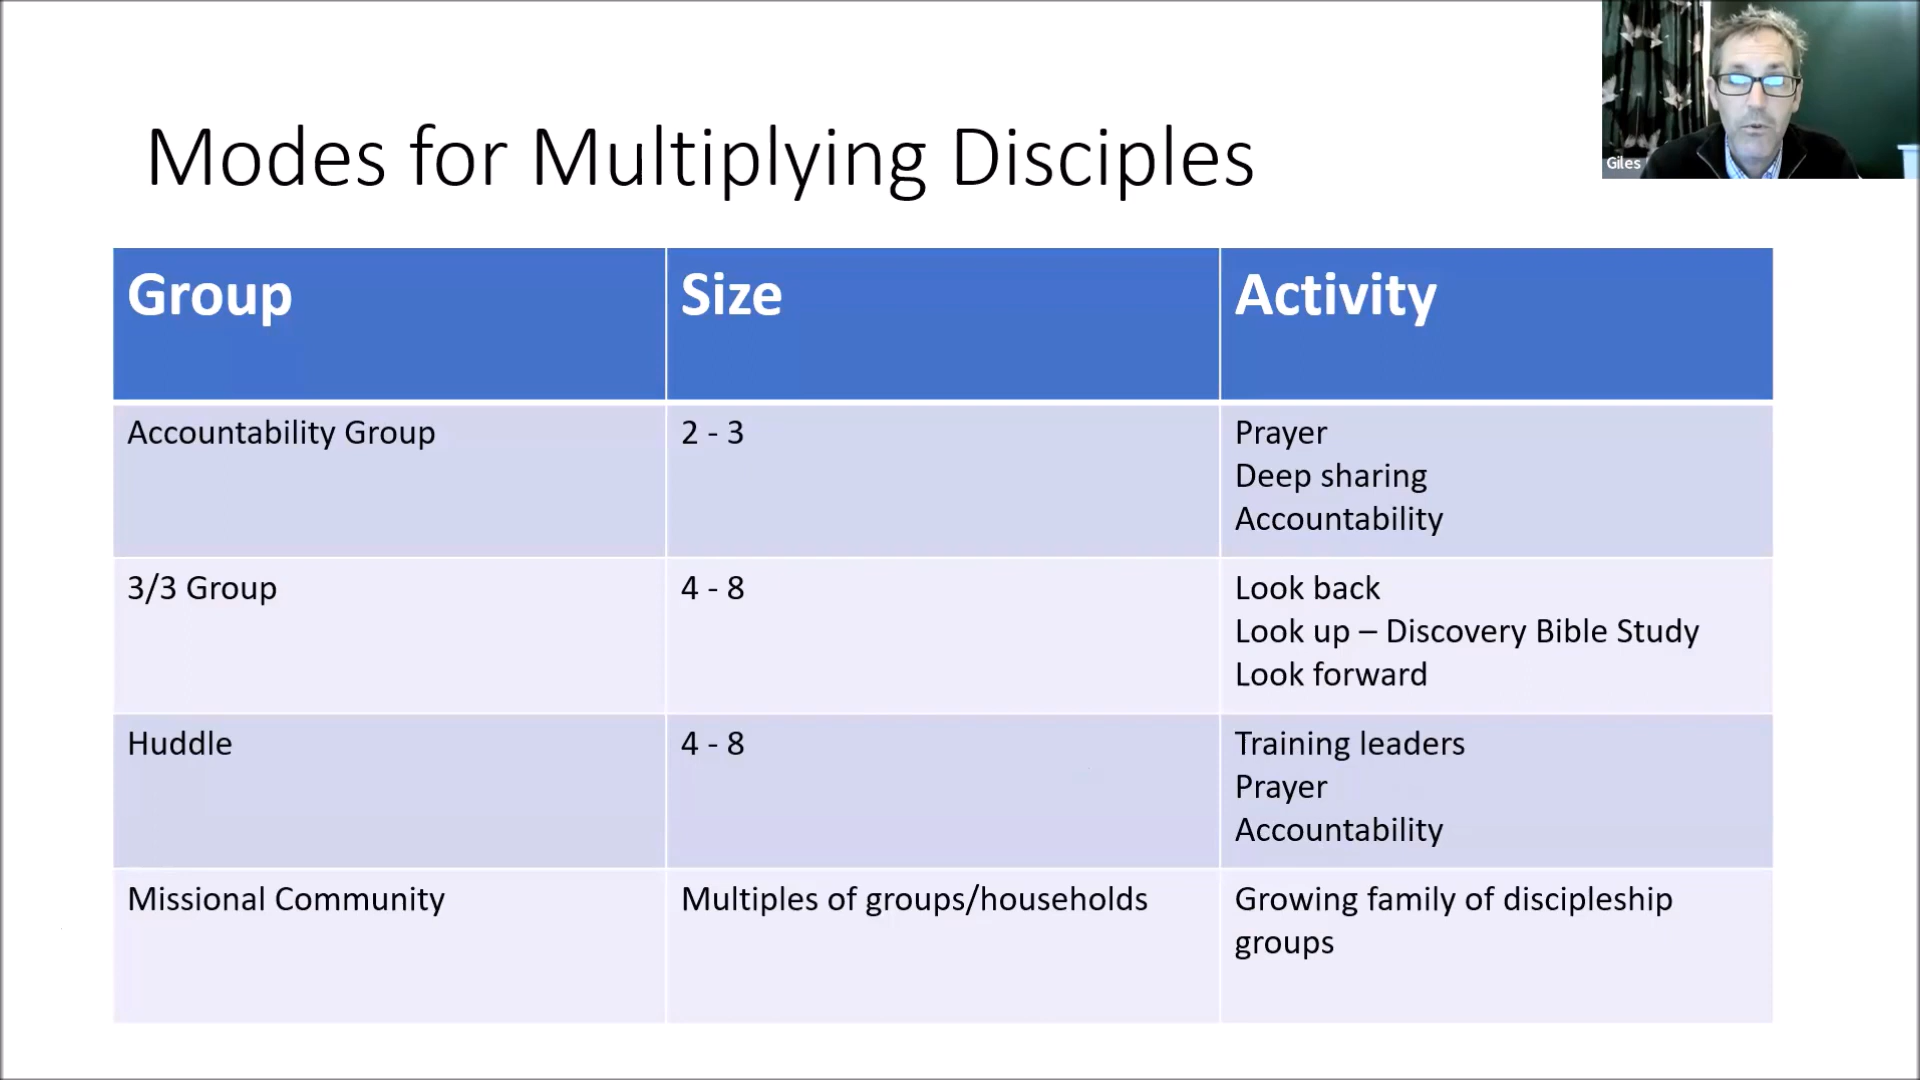 Modes for Multiplying Disciples
Giles
Group
Size
Activity
Accountability Group
2 - 3
Prayer
Deep sharing
Accountability
3/3 Group
4 - 8
Look back
Look up – Discovery Bible Study
Look forward
Huddle
4 - 8
Training leaders
Prayer
Accountability
Missional Community
Multiples of groups/households
Growing family of discipleship
groups